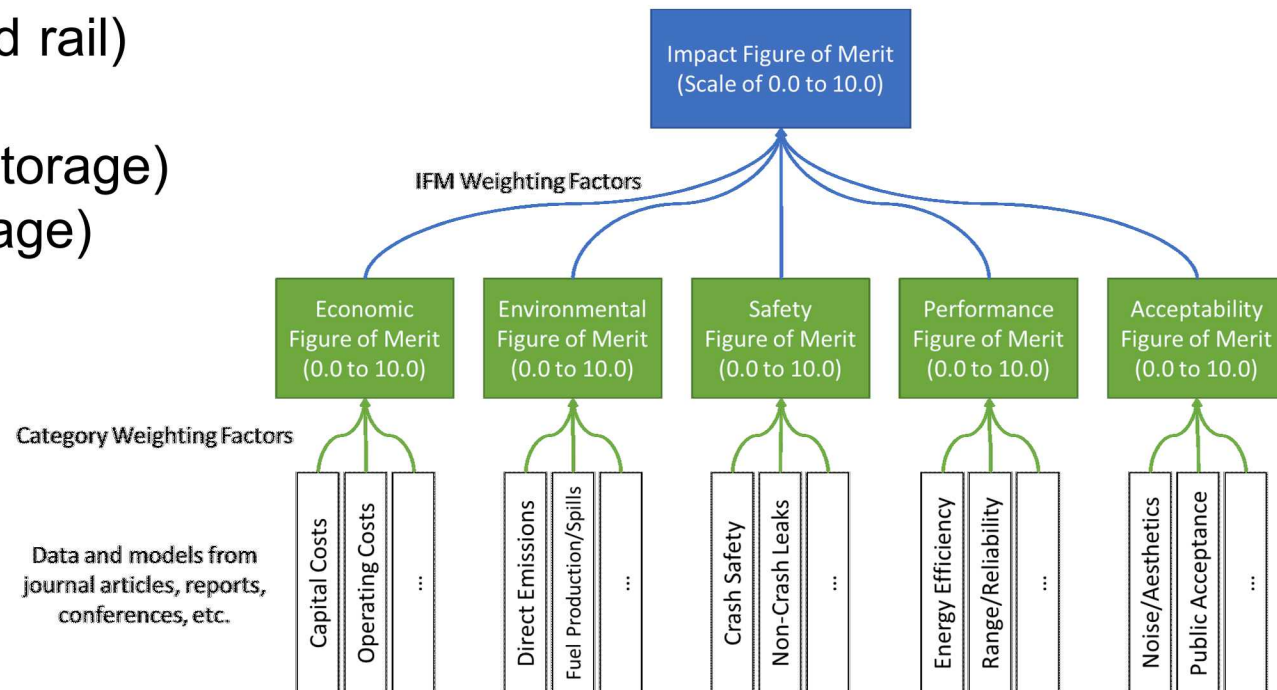 d rail)
torage)
age)
Impact Figure of Merit
(Scale of 0.0 to 10.0)
IFM Weighting Factors
Economic
Figure of Merit
(0.0 to 10.0)
Environmental
Figure of Merit
(0.0 to 10.0)
Safety
Figure of Merit
(0.0 to 10.0)
Performance
Figure of Merit
(0.0 to 10.0)
Acceptability
Figure of Merit
(0.0 to 10.0)
Category Weighting Factors
Data and models from
journal articles, reports,
conferences, etc.
Capital Costs
Operating Costs
...
Direct Emissions
Fuel Production/Spills
...
Crash Safety
Non-Crash Leaks
...
Energy Efficiency
Range/Reliability
...
Noise/Aesthetics
Public Acceptance
...